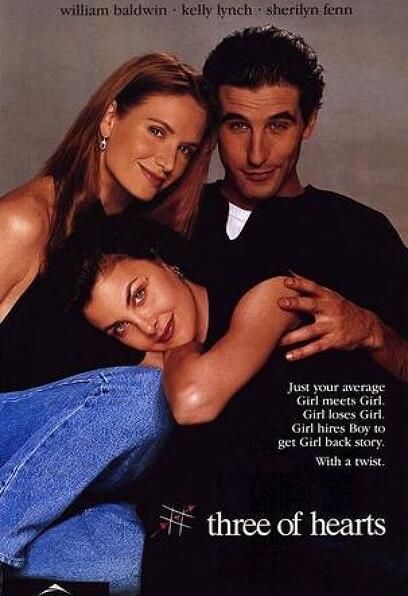 william baldwin · kelly lynch · sherilyn fenn
Just your average
Girl meets Girl.
Girl loses Girl.
Girl hires Boy to
get Girl back story.
With a twist.
three of hearts